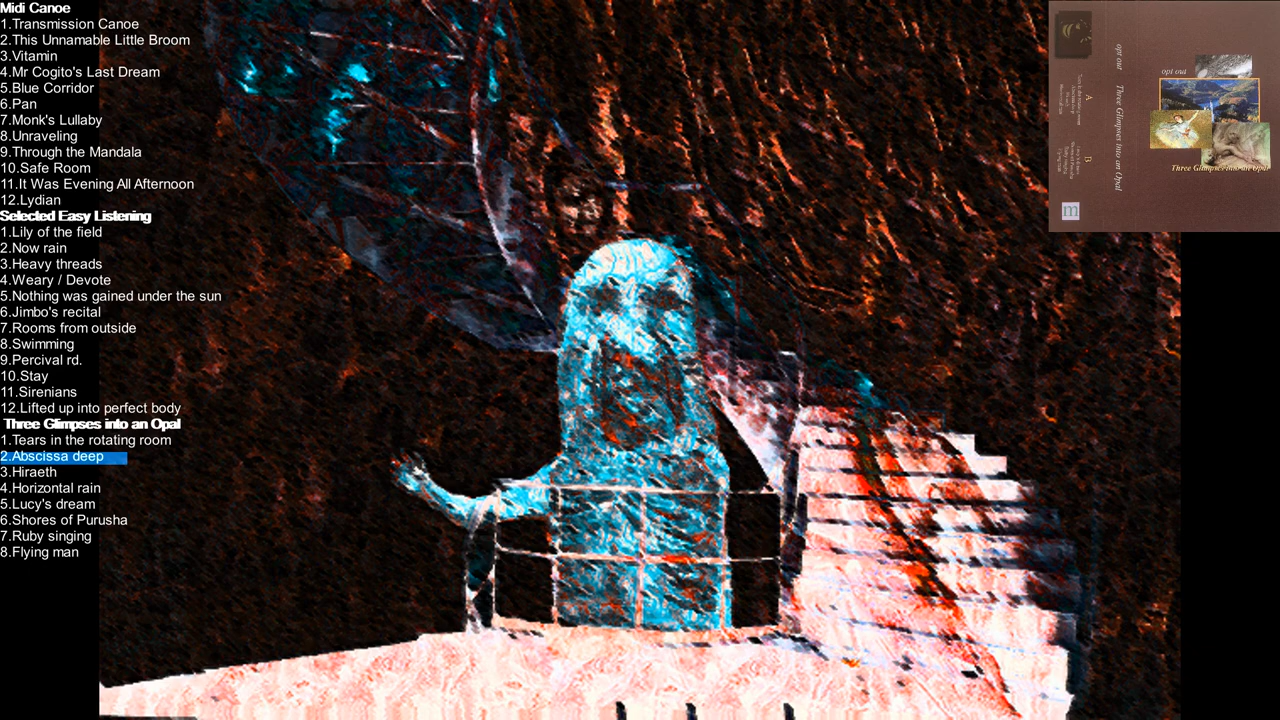 Midi Canoe
1.Transmission Canoe
2.This Unnamable Little Broom
3.Vitamin
4.Mr Cogito's Last Dream
5.Blue Corridor
6.Pan
7.Monk's Lullaby
8.Unraveling
9.Through the Mandala
10.Safe Room
11.It Was Evening All Afternoon
12.Lydian
Selected Easy Listening
1.Lily of the field
2.Now rain
3.Heavy threads
4.Weary / Devote
5.Nothing was gained under the sun
6.Jimbo's recital
7.Rooms from outside
8.Swimming
9.Percival rd.
10.Stay
11.Sirenians
12.Lifted up into perfect body
Three Glimpses into an Opal
1.Tears in the rotating room
2.Abscissa deep
3.Hiraeth
4.Horizontal rain
5.Lucy's dream
6.Shores of Purusha
7.Ruby singing
8.Flying man
A
B
m
opt out Three Glimpses into an Opal
opt out
Three Glimpses into an Opal